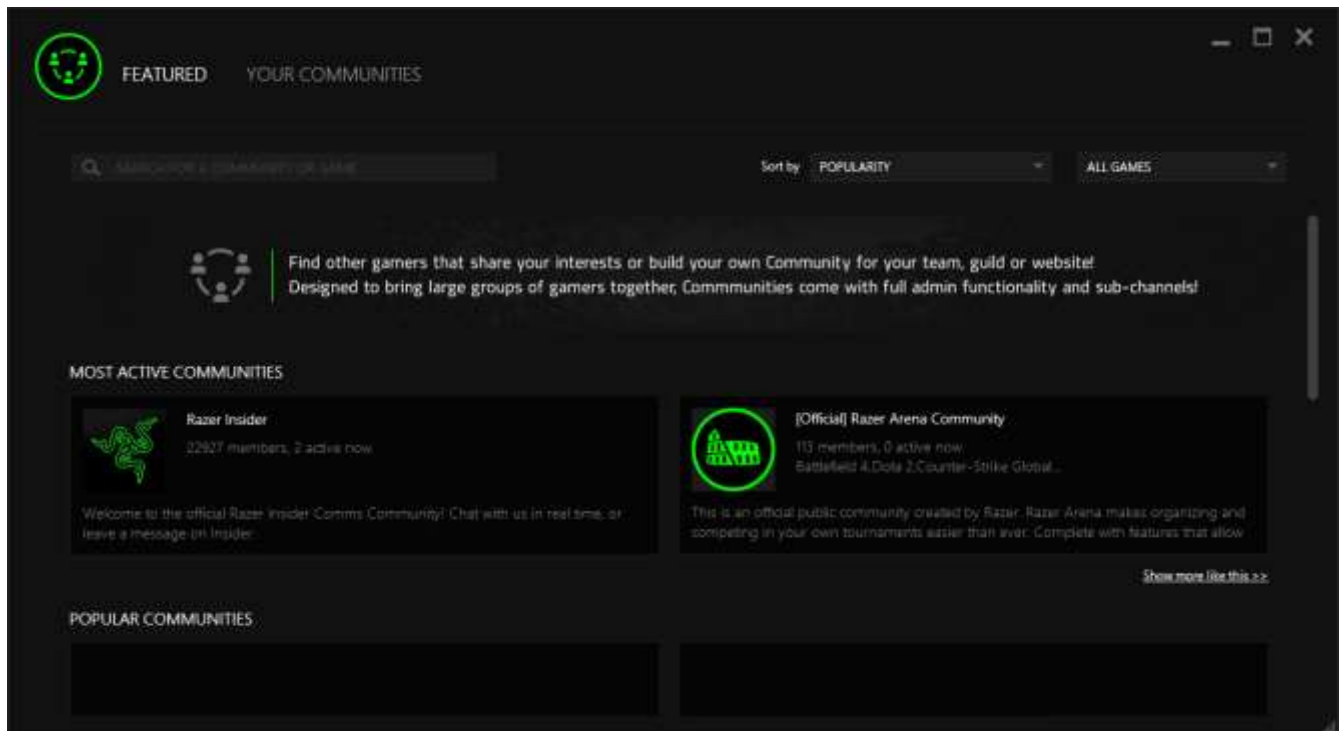 FEATURED YOUR COMMUNITIES
SEARCH FOR A COMMUNITY OR GAME
Sort by POPULARITY ALL GAMES
Find other gamers that share your interests or build your own Community for your team, guild or website!
Designed to bring large groups of gamers together, Commmunities come with full admin functionality and sub-channels!
MOST ACTIVE COMMUNITIES
Razer Insider
22927 members, 2 active now
Welcome to the official Razer Insider Comms Community! Chat with us in real time, or
leave a message on Insider.
[Official] Razer Arena Community
113 members, 0 active now
Battlefield 4,Dota 2,Counter-Strike Global...
This is an official public community created by Razer. Razer Arena makes organizing and
competing in your own tournaments easier than ever. Complete with features that allow
Show more like this >>
POPULAR COMMUNITIES